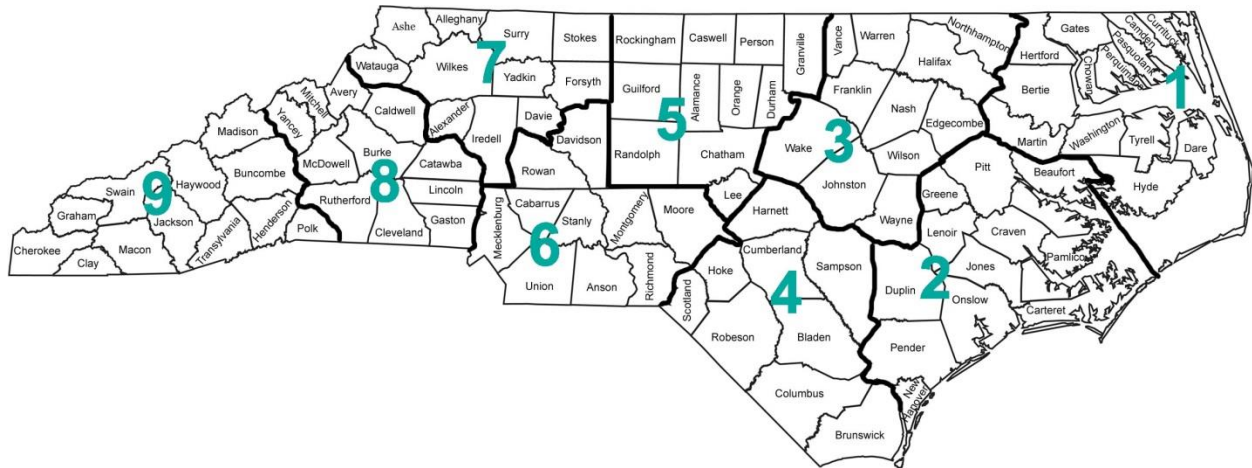 Ashe
Alleghany
Surry
Stokes
Rockingham
Caswell
Person
Granville
Vance
Warren
Northhampton
Gates
Currituck
Camden
Pasquotank
Perquiman
Chowan
Hertford
Halifax
Watauga
Wilkes
7
Yadkin
Forsyth
Guilford
Alamance
Orange
Durham
Franklin
Nash
Edgecombe
Bertie
1
Avery
Mitchell
Yancey
Caldwell
Alexander
Iredell
Davie
Davidson
Randolph
5
Chatham
Wake
3
Wilson
Martin
Washington
Tyrell
Dare
Madison
McDowell
Burke
Catawba
Rowan
Johnston
Pitt
Beaufort
Hyde
Swain
Haywood
Buncombe
8
Lincoln
Lee
Greene
Wayne
Graham
9
Jackson
Rutherford
Cleveland
Gaston
Mecklenburg
Cabarrus
Stanly
Montgomery
Moore
Harnett
Lenoir
Craven
Cherokee
Clay
Macon
Transylvania
Henderson
Polk
6
Union
Anson
Richmond
Scotland
Hoke
Cumberland
Sampson
Duplin
2
Jones
Pamlico
4
Onslow
Carteret
Robeson
Bladen
Pender
Columbus
New
Hanover
Brunswick